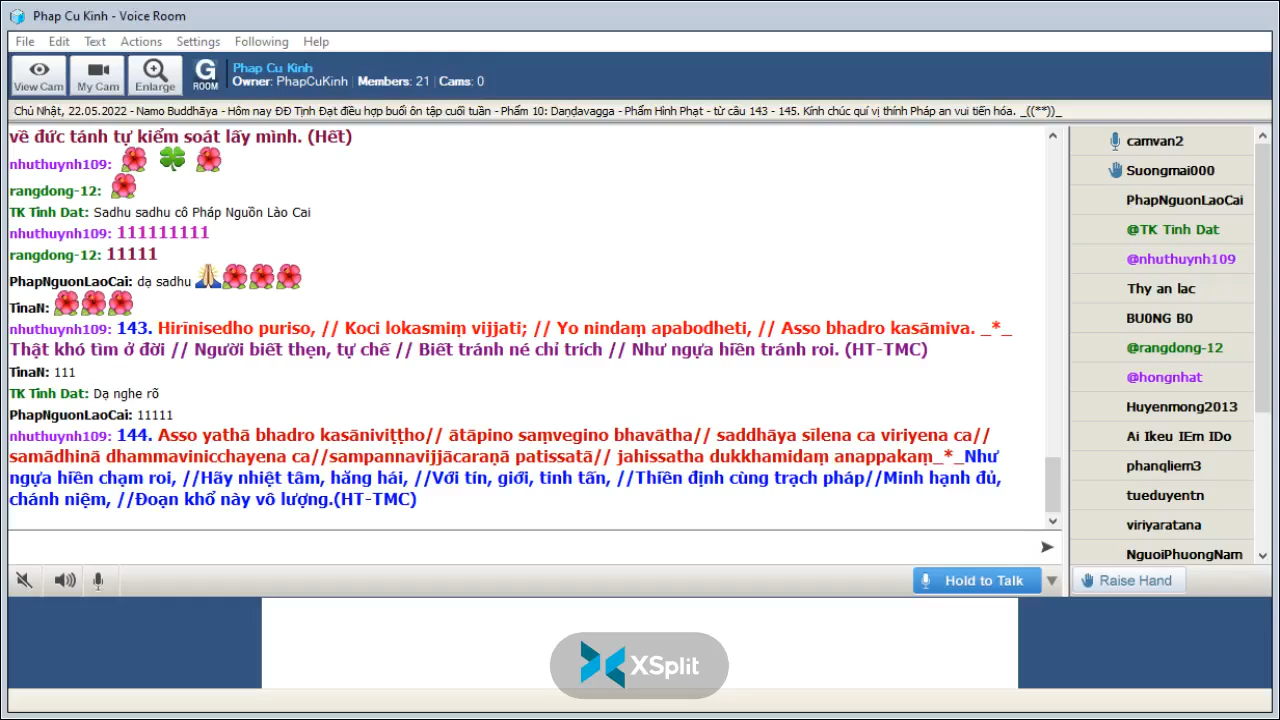 Phap Cu Kinh - Voice Room
File Edit Text Actions Settings Following Help
View Cam My Cam Enlarge G ROOM
Phap Cu Kinh
Owner: PhapCuKinh | Members: 21 | Cams: 0
Chủ Nhật, 22.05.2022 - Namo Buddhāya - Hôm nay ĐĐ Tịnh Đạt điều hợp buổi ôn tập cuối tuần - Phẩm 10: Daṇḍavagga - Phẩm Hình Phạt - từ câu 143 - 145. Kính chúc quí vị thính Pháp an vui tiến hóa. _((**))_
về đức tánh tự kiểm soát lấy mình. (Hết)
nhuthuynh109:
rangdong-12:
TK Tinh Dat: Sadhu sadhu cô Pháp Nguồn Lào Cai
nhuthuynh109: 111111111
rangdong-12: 11111
PhapNguonLaoCai: dạ sadhu
TinaN:
nhuthuynh109: 143. Hirīnisedho puriso, // Koci lokasmiṃ vijjati; // Yo nindaṃ apabodheti, // Asso bhadro kasāmiva. _*_
Thật khó tìm ở đời // Người biết thẹn, tự chế // Biết tránh né chỉ trích // Như ngựa hiền tránh roi. (HT-TMC)
TinaN: 111
TK Tinh Dat: Dạ nghe rõ
PhapNguonLaoCai: 11111
nhuthuynh109: 144. Asso yathā bhadro kasāniviṭṭho// ātāpino saṃvegino bhavātha// saddhāya sīlena ca viriyena ca//
samādhinā dhammavinicchayena ca//sampannavijjācaraṇā patissatā// jahissatha dukkhamidaṃ anappakaṃ_*_Như
ngựa hiền chạm roi, //Hãy nhiệt tâm, hăng hái, //Với tín, giới, tinh tấn, //Thiền định cùng trạch pháp//Minh hạnh đủ,
chánh niệm, //Đoạn khổ này vô lượng.(HT-TMC)
camvan2
Suongmai000
PhapNguonLaoCai
@TK Tinh Dat
@nhuthuynh109
Thy an lac
BU0NG B0
@rangdong-12
@hongnhat
Huyenmong2013
Ai Ikeu IEm IDo
phanqliem3
tueduyentn
viriyaratana
NguoiPhuongNam
Hold to Talk
Raise Hand
XSplit